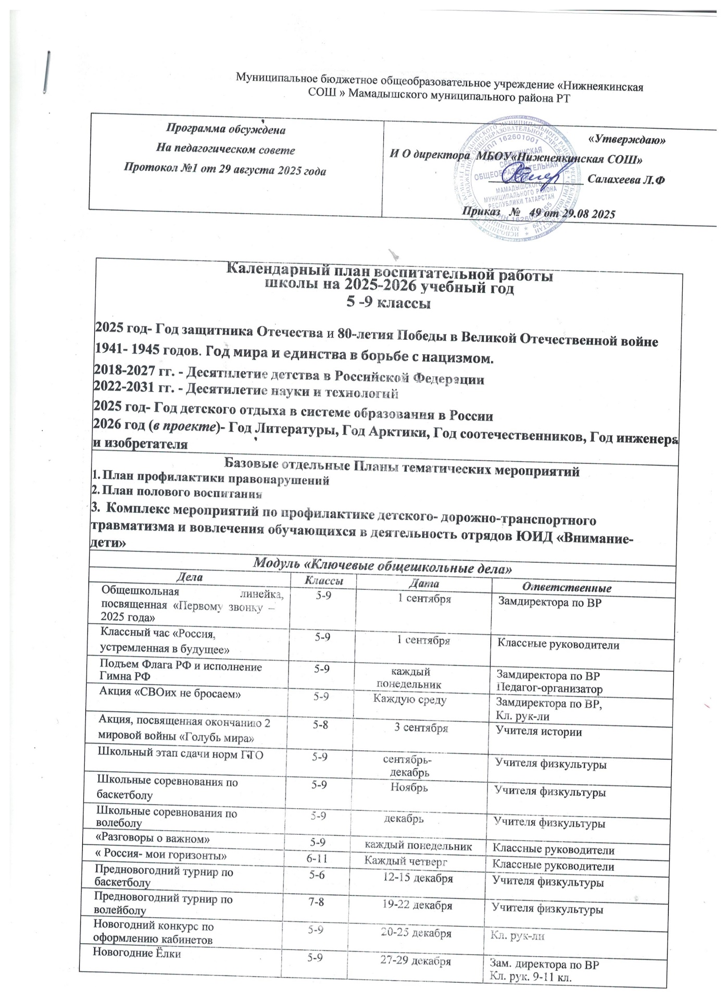 Муниципальное бюджетное общеобразовательное учреждение «Нижнеякинская
СОШ » Мамадышского муниципального района РТ
Программа обсуждена
На педагогическом совете
Протокол №1 от 29 августа 2025 года
«Утверждаю»
И О директора МБОУ«Нижнеякинская СОШ»
Салахеева Л.Ф
Приказ № 49 от 29.08 2025
КПП 162601001
СРЕДНЯЯ
ОБЩЕОБРАЗОВАТЕЛЬНАЯ
МАМАДЫШСКОГО
МУНИЦИПАЛЬНОГО РАЙОНА
РЕСПУБЛИКИ ТАТАРСТАН
Календарный план воспитательной работы
школы на 2025-2026 учебный год
5 -9 классы
2025 год- Год защитника Отечества и 80-летия Победы в Великой Отечественной войне
1941- 1945 годов. Год мира и единства в борьбе с нацизмом.
2018-2027 гг. - Десятилетие детства в Российской Федерации
2022-2031 гг. - Десятилетие науки и технологий
2025 год- Год детского отдыха в системе образования в России
2026 год (в проекте)- Год Литературы, Год Арктики, Год соотечественников, Год инженера
и изобретателя
Базовые отдельные Планы тематических мероприятий
1. План профилактики правонарушений
2. План полового воспитания
3. Комплекс мероприятий по профилактике детского- дорожно-транспортного
травматизма и вовлечения обучающихся в деятельность отрядов ЮИД «Внимание-
дети»
Модуль «Ключевые общешкольные дела»
Дела Классы Дата Ответственные
Общешкольная линейка, 5-9 1 сентября Замдиректора по ВР
посвященная «Первому звонку –
2025 года»
Классный час «Россия, 5-9 1 сентября Классные руководители
устремленная в будущее»
Подъем Флага РФ и исполнение 5-9 каждый Замдиректора по ВР
Гимна РФ понедельник Педагог-организатор
Акция «СВОих не бросаем» 5-9 Каждую среду Замдиректора по ВР,
Кл. рук-ли
Акция, посвященная окончанию 2 5-8 3 сентября Учителя истории
мировой войны «Голубь мира»
Школьный этап сдачи норм ГТО 5-9 сентябрь- Учителя физкультуры
декабрь
Школьные соревнования по 5-9 Ноябрь Учителя физкультуры
баскетболу
Школьные соревнования по 5-9 декабрь Учителя физкультуры
волеболу
«Разговоры о важном» 5-9 каждый понедельник Классные руководители
« Россия- мои горизонты» 6-11 Каждый четверг Классные руководители
Предновогодний турнир по 5-6 12-15 декабря Учителя физкультуры
баскетболу
Предновогодний турнир по 7-8 19-22 декабря Учителя физкультуры
волейболу
Новогодний конкурс по 5-9 20-25 декабря Кл. рук-ли
оформлению кабинетов
Новогодние Ёлки 5-9 27-29 декабря Зам. директора по ВР
Кл. рук. 9-11 кл.